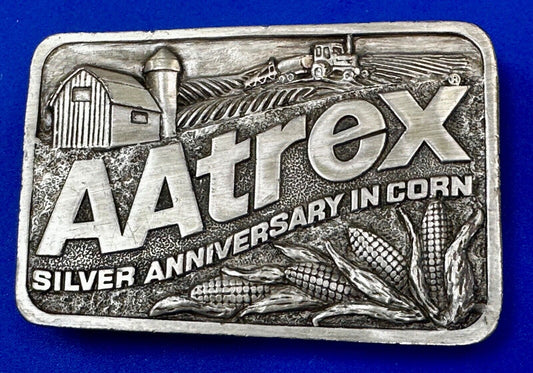 AAtrex®
SILVER ANNIVERSARY IN CORN